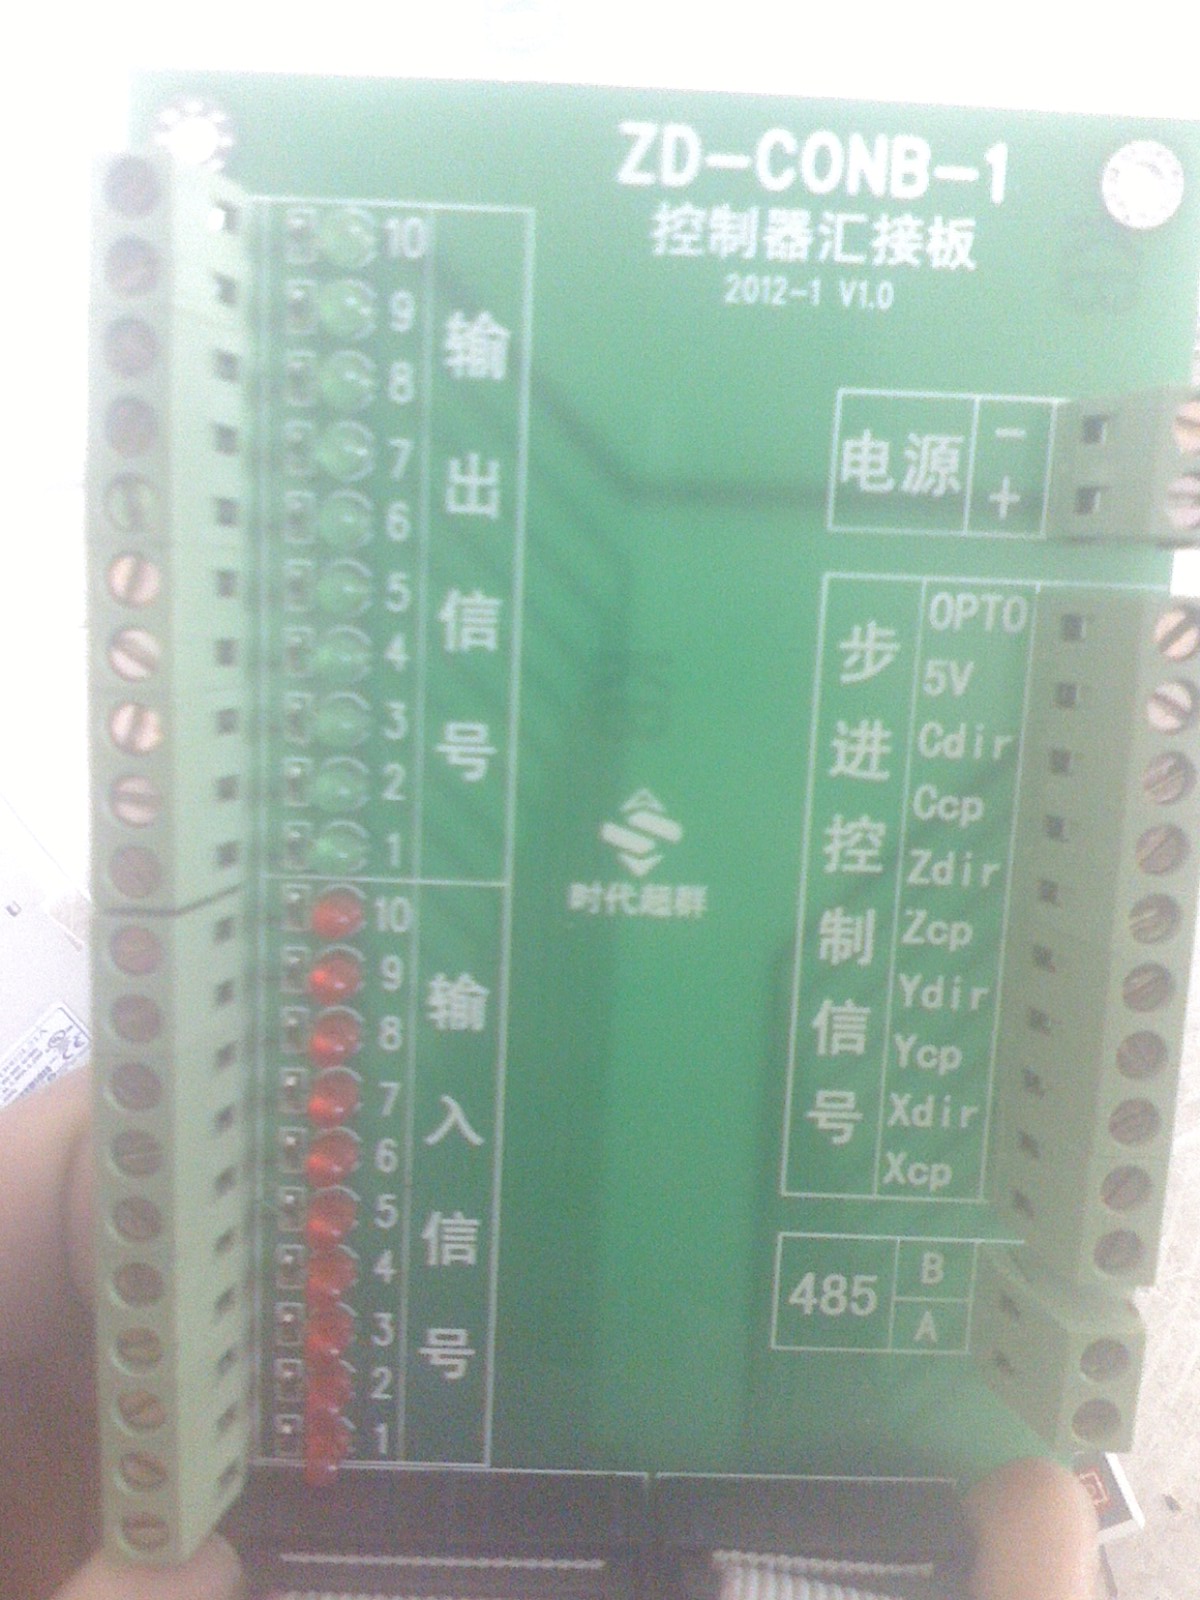 ZD-CONB-1
控制器汇接板
2012-1 V1.0
10
9
8
7
6
5
4
3
2
1
输出信号
10
9
8
7
6
5
4
3
2
1
输入信号
电源
-
+
步进控制信号
OPTO
5V
Cdir
Ccp
Zdir
Zcp
Ydir
Ycp
Xdir
Xcp
时代超群
485
B
A